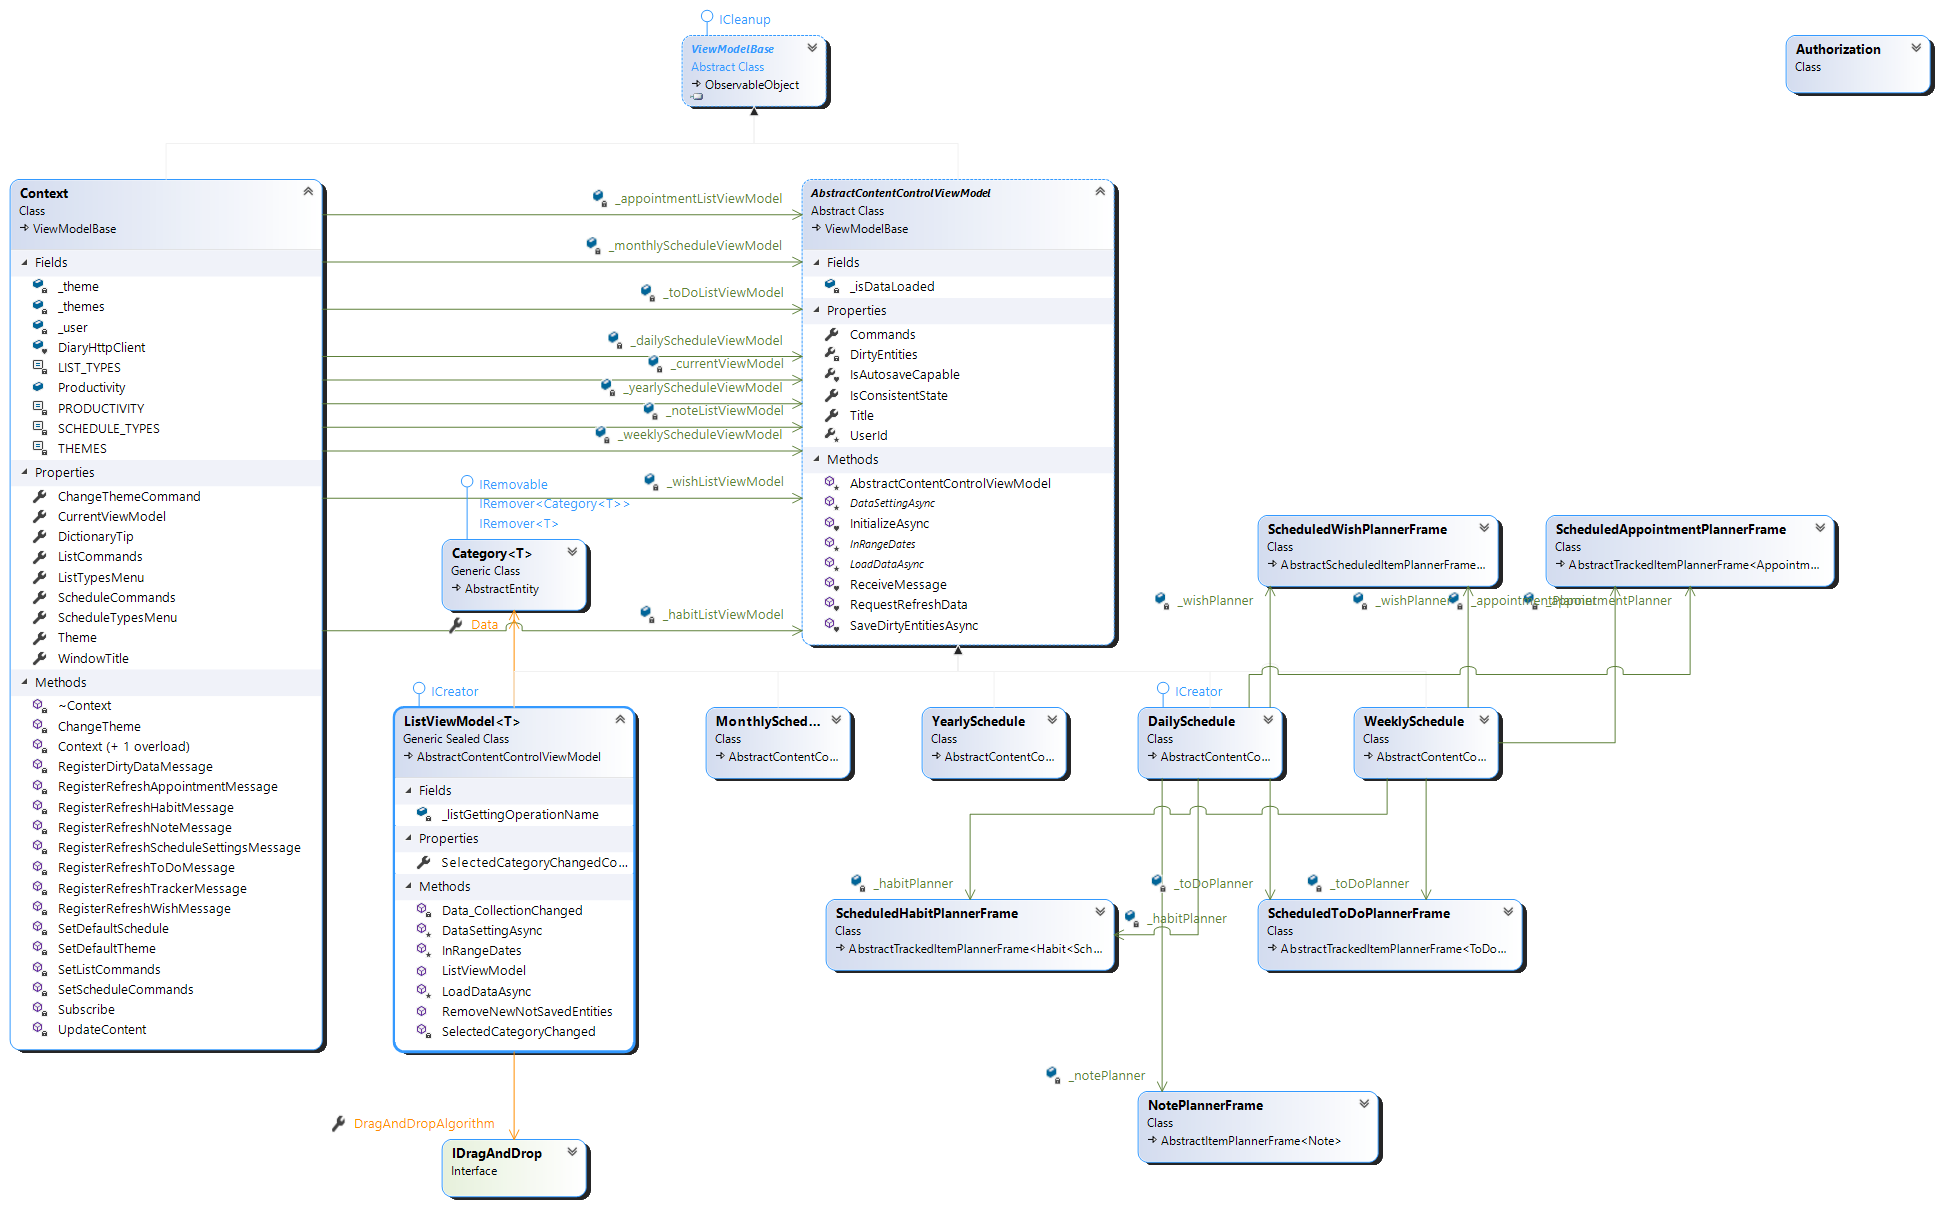 ICleanup
ViewModelBase
Abstract Class
ObservableObject
Authorization
Class
Context
Class
ViewModelBase
Fields
_theme
_themes
_user
DiaryHttpClient
LIST_TYPES
Productivity
PRODUCTIVITY
SCHEDULE_TYPES
THEMES
Properties
ChangeThemeCommand
CurrentViewModel
DictionaryTip
ListCommands
ListTypesMenu
ScheduleCommands
ScheduleTypesMenu
Theme
WindowTitle
Methods
~Context
ChangeTheme
Context (+ 1 overload)
RegisterDirtyDataMessage
RegisterRefreshAppointmentMessage
RegisterRefreshHabitMessage
RegisterRefreshNoteMessage
RegisterRefreshScheduleSettingsMessage
RegisterRefreshToDoMessage
RegisterRefreshTrackerMessage
RegisterRefreshWishMessage
SetDefaultSchedule
SetDefaultTheme
SetListCommands
SetScheduleCommands
Subscribe
UpdateContent
_appointmentListViewModel
_monthlyScheduleViewModel
_toDoListViewModel
_dailyScheduleViewModel
_currentViewModel
_yearlyScheduleViewModel
_noteListViewModel
_weeklyScheduleViewModel
_wishListViewModel
_habitListViewModel
AbstractContentControlViewModel
Abstract Class
ViewModelBase
Fields
_isDataLoaded
Properties
Commands
DirtyEntities
IsAutosaveCapable
IsConsistentState
Title
UserId
Methods
AbstractContentControlViewModel
DataSettingAsync
InitializeAsync
InRangeDates
LoadDataAsync
ReceiveMessage
RequestRefreshData
SaveDirtyEntitiesAsync
IRemovable
IRemover<Category<T>>
IRemover<T>
Category<T>
Generic Class
AbstractEntity
Data
ICreator
ListViewModel<T>
Generic Sealed Class
AbstractContentControlViewModel
Fields
_listGettingOperationName
Properties
SelectedCategoryChangedCo...
Methods
Data_CollectionChanged
DataSettingAsync
InRangeDates
ListViewModel
LoadDataAsync
RemoveNewNotSavedEntities
SelectedCategoryChanged
DragAndDropAlgorithm
IDragAndDrop
Interface
MonthlySched...
Class
AbstractContentCo...
YearlySchedule
Class
AbstractContentCo...
ICreator
DailySchedule
Class
AbstractContentCo...
WeeklySchedule
Class
AbstractContentCo...
ScheduledWishPlannerFrame
Class
AbstractScheduledItemPlannerFrame...
ScheduledAppointmentPlannerFrame
Class
AbstractTrackedItemPlannerFrame<Appointm...
_wishPlanner
_wishPlanner
_appointmentPlanner
_appointmentPlanner
_habitPlanner
_toDoPlanner
_toDoPlanner
_habitPlanner
ScheduledHabitPlannerFrame
Class
AbstractTrackedItemPlannerFrame<Habit<Sch...
ScheduledToDoPlannerFrame
Class
AbstractTrackedItemPlannerFrame<ToDo...
_notePlanner
NotePlannerFrame
Class
AbstractItemPlannerFrame<Note>